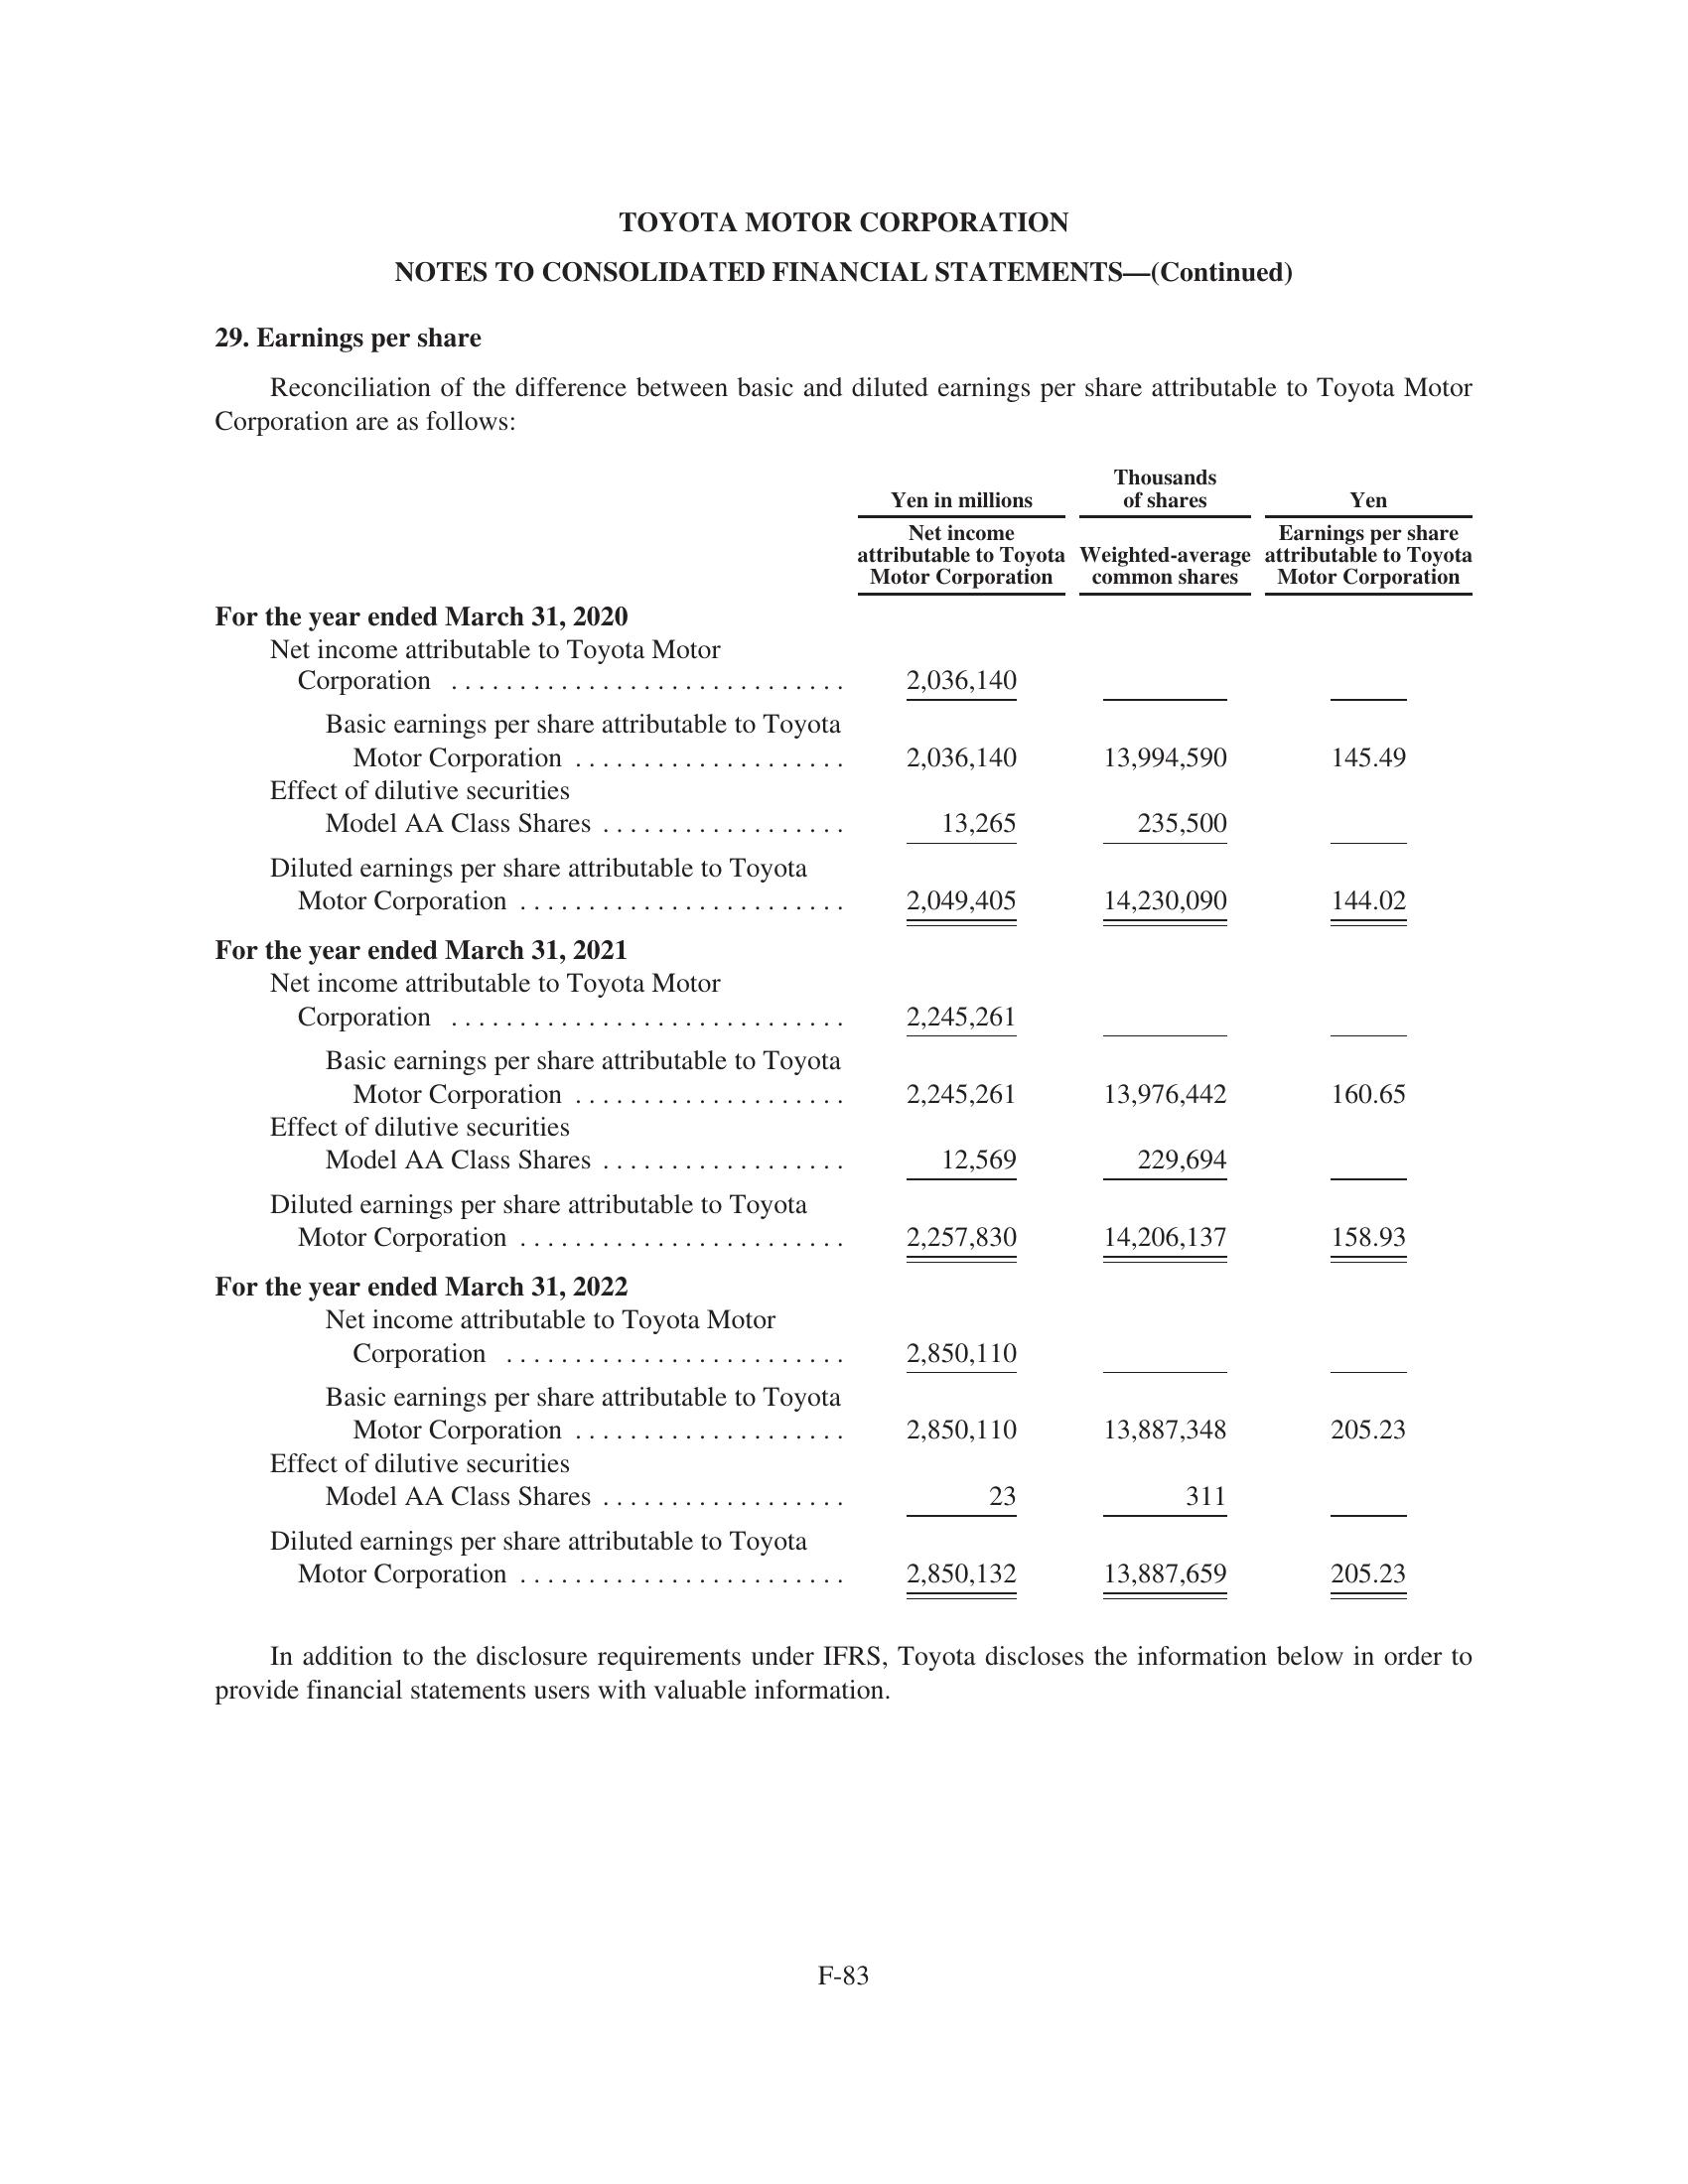 TOYOTA MOTOR CORPORATION
NOTES TO CONSOLIDATED FINANCIAL STATEMENTS—(Continued)
29. Earnings per share
Reconciliation of the difference between basic and diluted earnings per share attributable to Toyota Motor
Corporation are as follows:
Yen in millions Thousands of shares Yen
Net income attributable to Toyota Motor Corporation Weighted-average common shares Earnings per share attributable to Toyota Motor Corporation
For the year ended March 31, 2020
Net income attributable to Toyota Motor
Corporation . . . . . . . . . . . . . . . . . . . . . . . . . . . . . 2,036,140
Basic earnings per share attributable to Toyota
Motor Corporation . . . . . . . . . . . . . . . . . . . . 2,036,140 13,994,590 145.49
Effect of dilutive securities
Model AA Class Shares . . . . . . . . . . . . . . . . . . 13,265 235,500
Diluted earnings per share attributable to Toyota
Motor Corporation . . . . . . . . . . . . . . . . . . . . . . . . 2,049,405 14,230,090 144.02
For the year ended March 31, 2021
Net income attributable to Toyota Motor
Corporation . . . . . . . . . . . . . . . . . . . . . . . . . . . . . 2,245,261
Basic earnings per share attributable to Toyota
Motor Corporation . . . . . . . . . . . . . . . . . . . . 2,245,261 13,976,442 160.65
Effect of dilutive securities
Model AA Class Shares . . . . . . . . . . . . . . . . . . 12,569 229,694
Diluted earnings per share attributable to Toyota
Motor Corporation . . . . . . . . . . . . . . . . . . . . . . . . 2,257,830 14,206,137 158.93
For the year ended March 31, 2022
Net income attributable to Toyota Motor
Corporation . . . . . . . . . . . . . . . . . . . . . . . . . 2,850,110
Basic earnings per share attributable to Toyota
Motor Corporation . . . . . . . . . . . . . . . . . . . . 2,850,110 13,887,348 205.23
Effect of dilutive securities
Model AA Class Shares . . . . . . . . . . . . . . . . . . 23 311
Diluted earnings per share attributable to Toyota
Motor Corporation . . . . . . . . . . . . . . . . . . . . . . . . 2,850,132 13,887,659 205.23
In addition to the disclosure requirements under IFRS, Toyota discloses the information below in order to
provide financial statements users with valuable information.
F-83